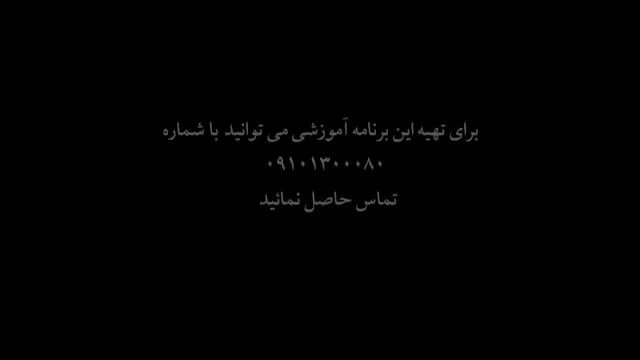 برای تهیه این برنامه آموزشی می توانید با شماره
۰۹۱۰۱۳۰۰۰۸۰
تماس حاصل نمائید